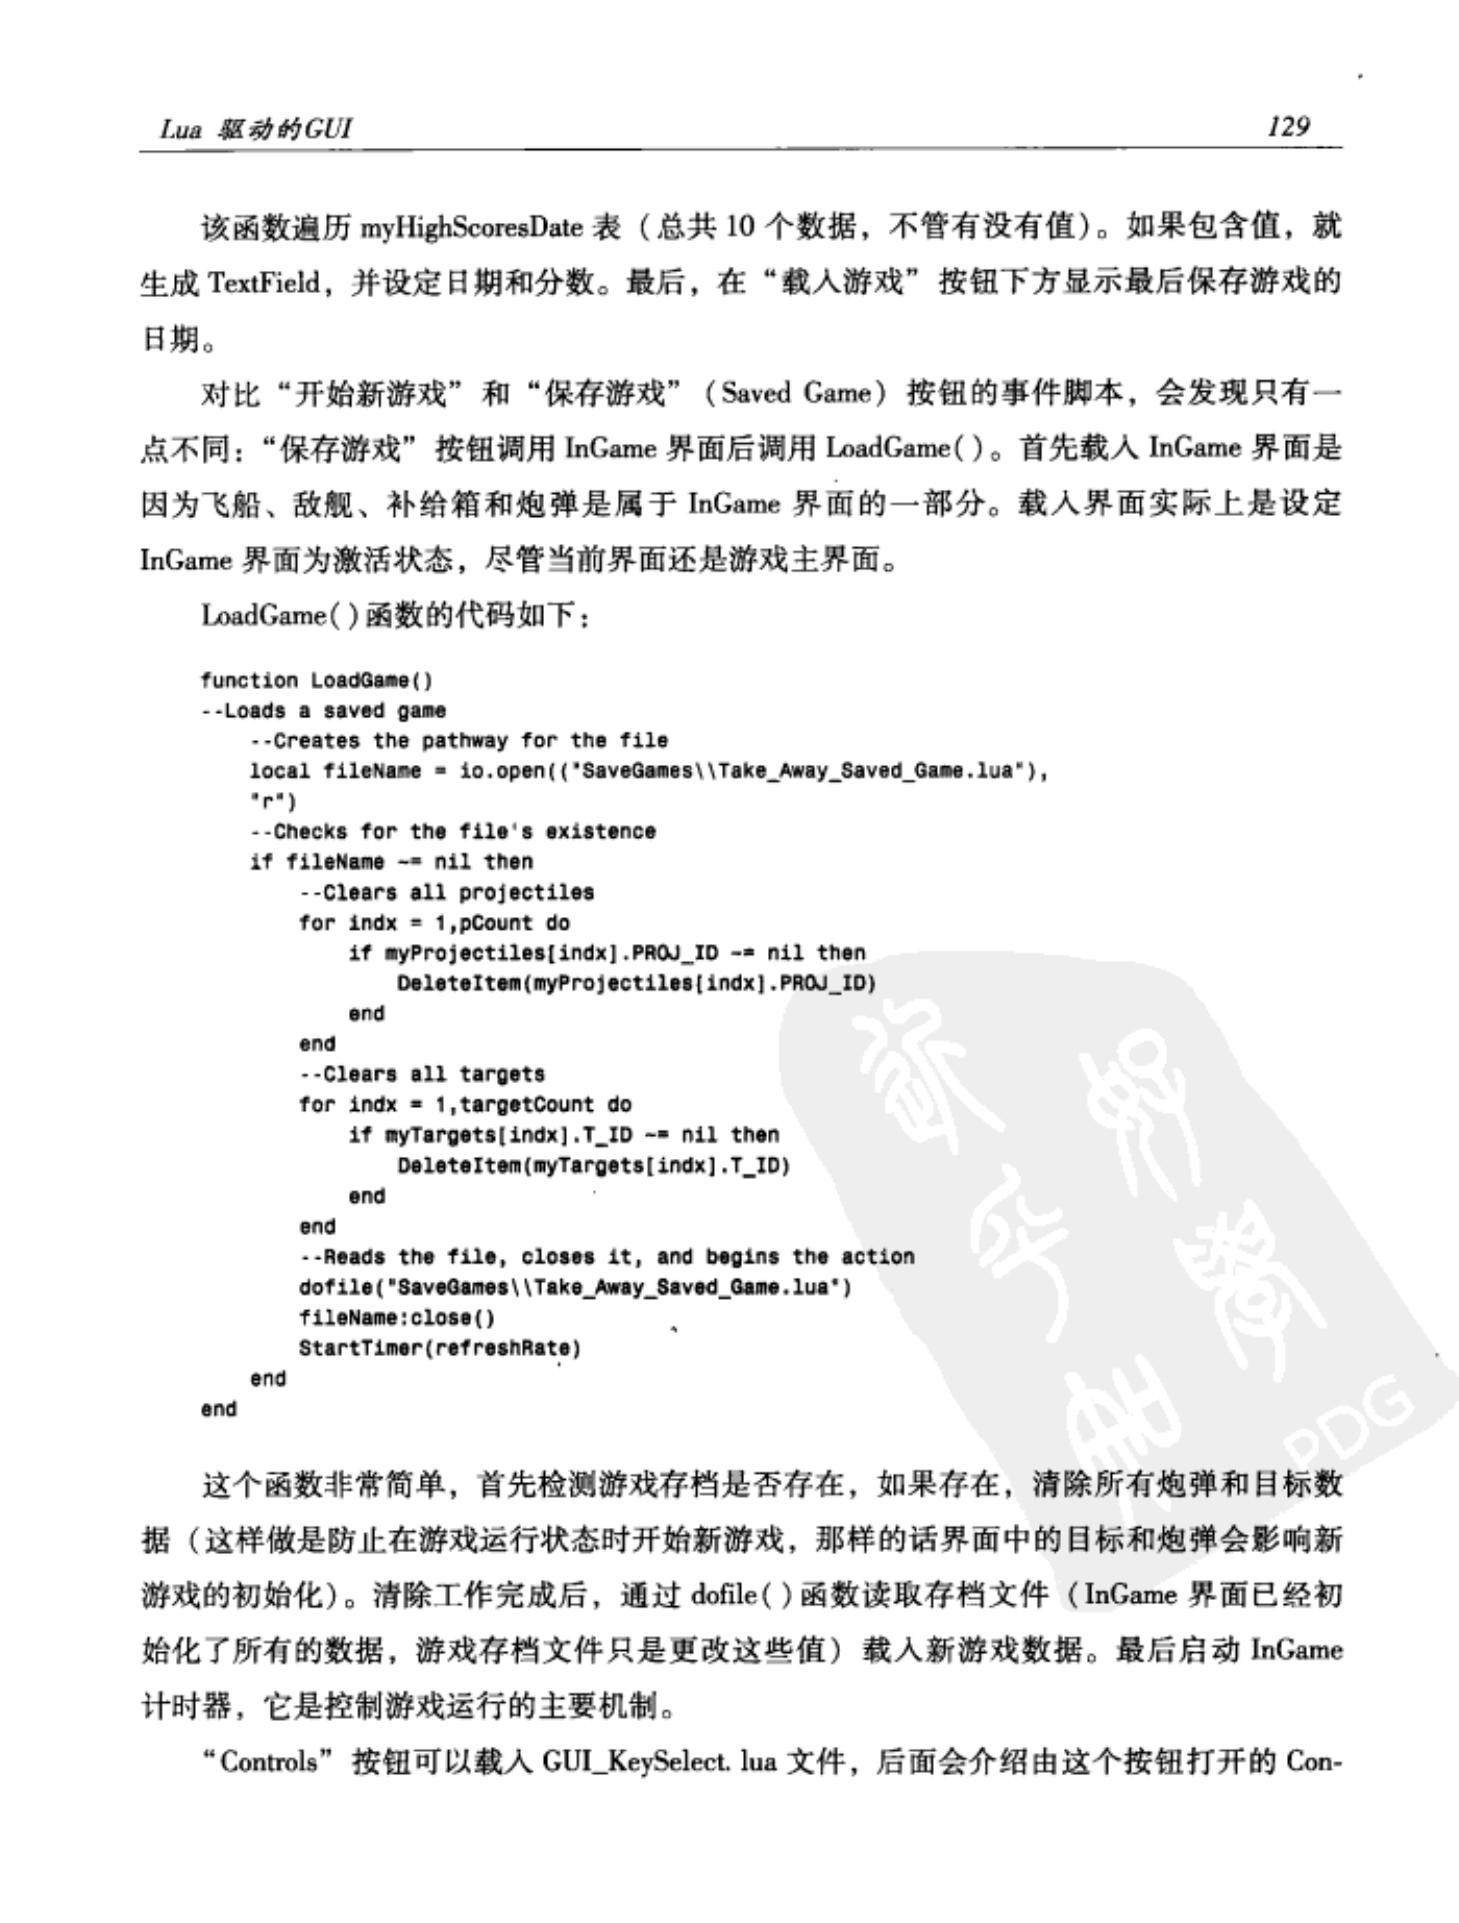 Lua 驱动的GUI 129
该函数遍历 myHighScoresDate 表（总共 10 个数据，不管有没有值）。如果包含值，就
生成 TextField，并设定日期和分数。最后，在“载入游戏”按钮下方显示最后保存游戏的
日期。
对比“开始新游戏”和“保存游戏”（Saved Game）按钮的事件脚本，会发现只有一
点不同：“保存游戏”按钮调用 InGame 界面后调用 LoadGame()。首先载入 InGame 界面是
因为飞船、敌舰、补给箱和炮弹是属于 InGame 界面的一部分。载入界面实际上是设定
InGame 界面为激活状态，尽管当前界面还是游戏主界面。
LoadGame()函数的代码如下：
function LoadGame()
--Loads a saved game
--Creates the pathway for the file
local fileName = io.open(("SaveGames\\Take_Away_Saved_Game.lua"),
"r")
--Checks for the file's existence
if fileName ~= nil then
--Clears all projectiles
for indx = 1,pCount do
if myProjectiles[indx].PROJ_ID ~= nil then
DeleteItem(myProjectiles[indx].PROJ_ID)
end
end
--Clears all targets
for indx = 1,targetCount do
if myTargets[indx].T_ID ~= nil then
DeleteItem(myTargets[indx].T_ID)
end
end
--Reads the file, closes it, and begins the action
dofile("SaveGames\\Take_Away_Saved_Game.lua")
fileName:close()
StartTimer(refreshRate)
end
end
这个函数非常简单，首先检测游戏存档是否存在，如果存在，清除所有炮弹和目标数
据（这样做是防止在游戏运行状态时开始新游戏，那样的话界面中的目标和炮弹会影响新
游戏的初始化）。清除工作完成后，通过 dofile()函数读取存档文件（InGame 界面已经初
始化了所有的数据，游戏存档文件只是更改这些值）载入新游戏数据。最后启动 InGame
计时器，它是控制游戏运行的主要机制。
“Controls”按钮可以载入 GUI_KeySelect. lua 文件，后面会介绍由这个按钮打开的 Con-
PDG